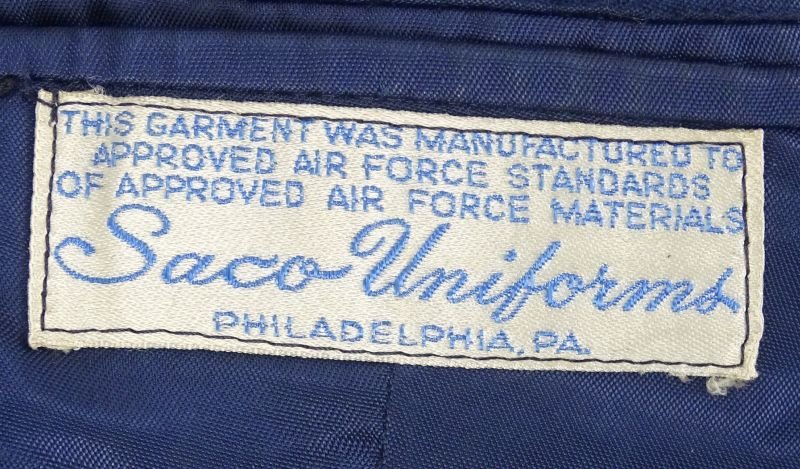 THIS GARMENT WAS MANUFACTURED TO
APPROVED AIR FORCE STANDARDS
OF APPROVED AIR FORCE MATERIALS
Saco Uniforms
PHILADELPHIA, PA.